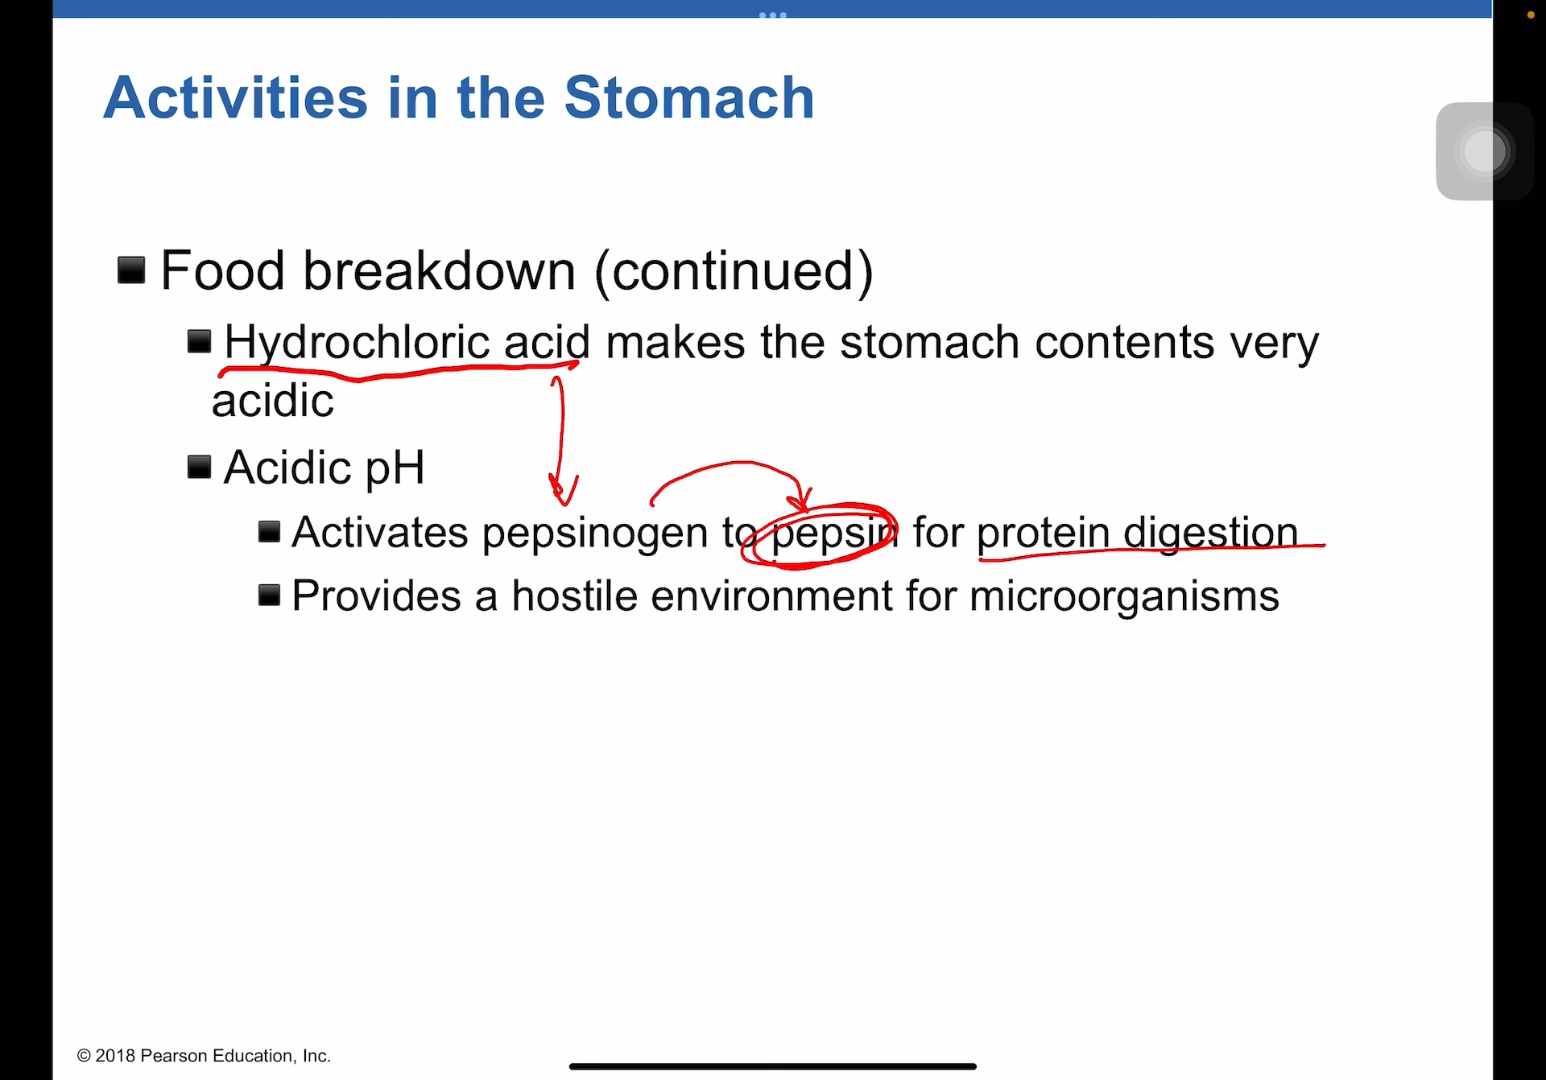 Activities in the Stomach
Food breakdown (continued)
Hydrochloric acid makes the stomach contents very
acidic
Acidic pH
Activates pepsinogen to pepsin for protein digestion
Provides a hostile environment for microorganisms
© 2018 Pearson Education, Inc.